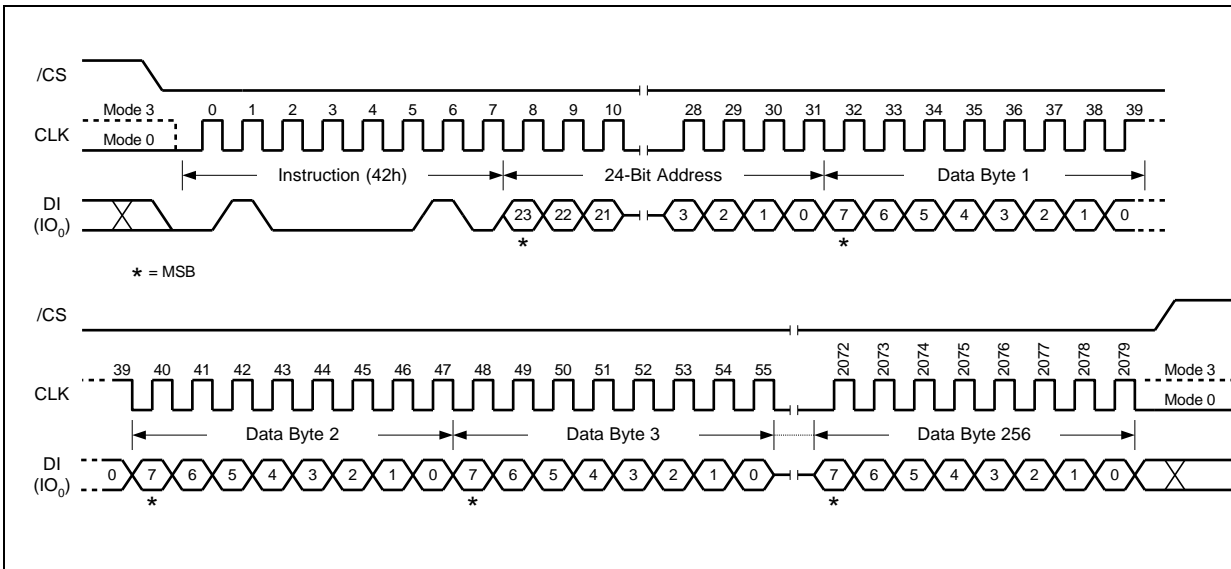 /CS
Mode 3 0 1 2 3 4 5 6 7 8 9 10 28 29 30 31 32 33 34 35 36 37 38 39
CLK Mode 0
Instruction (42h) 24-Bit Address Data Byte 1
DI
(IO0) 23 22 21 3 2 1 0 7 6 5 4 3 2 1 0
* *
* = MSB
/CS
39 40 41 42 43 44 45 46 47 48 49 50 51 52 53 54 55 2072 2073 2074 2075 2076 2077 2078 2079 Mode 3
CLK Mode 0
Data Byte 2 Data Byte 3 Data Byte 256
DI
(IO0) 0 7 6 5 4 3 2 1 0 7 6 5 4 3 2 1 0 7 6 5 4 3 2 1 0
* * *